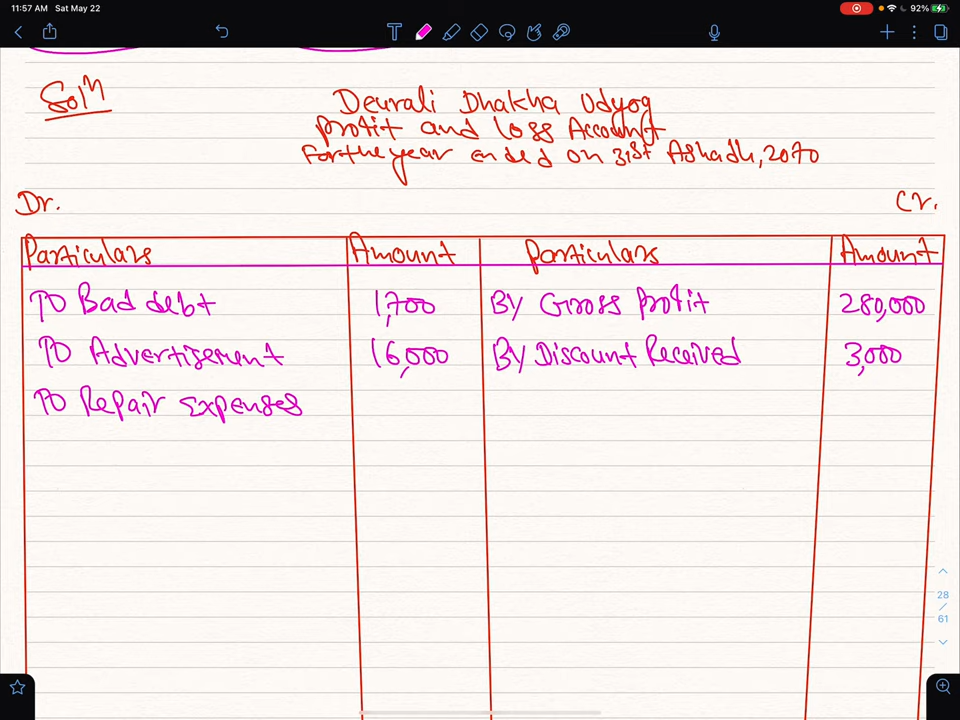 11:57 AM Sat May 22
92%
Solⁿ
Deurali Dhakha Udyog
Profit and loss Account
For the year ended on 31st Ashadh, 2070
Dr. Cr.
Particulars Amount Particulars Amount
To Bad debt 1,700 By Gross Profit 280,000
To Advertisement 16,000 By Discount Received 3,000
To Repair Expenses
28
/
61